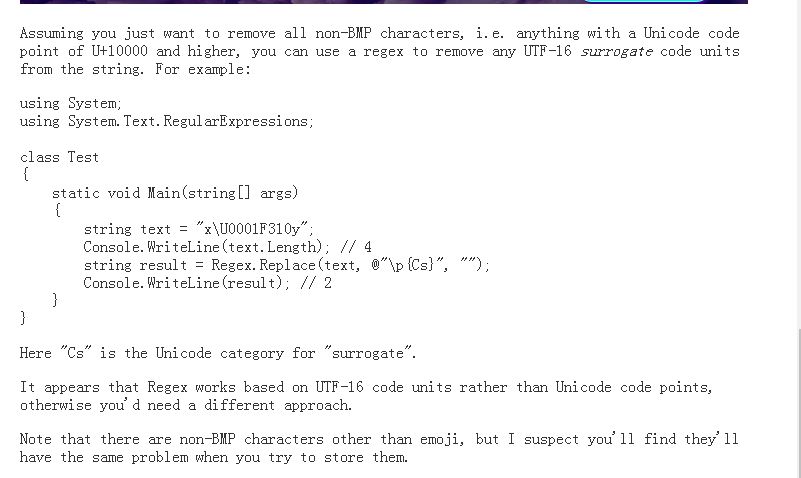 Assuming you just want to remove all non-BMP characters, i.e. anything with a Unicode code
point of U+10000 and higher, you can use a regex to remove any UTF-16 surrogate code units
from the string. For example:
using System;
using System.Text.RegularExpressions;
class Test
{
    static void Main(string[] args)
    {
        string text = "x\U0001F310y";
        Console.WriteLine(text.Length); // 4
        string result = Regex.Replace(text, @"\p{Cs}", "");
        Console.WriteLine(result); // 2
    }
}
Here "Cs" is the Unicode category for "surrogate".
It appears that Regex works based on UTF-16 code units rather than Unicode code points,
otherwise you'd need a different approach.
Note that there are non-BMP characters other than emoji, but I suspect you'll find they'll
have the same problem when you try to store them.